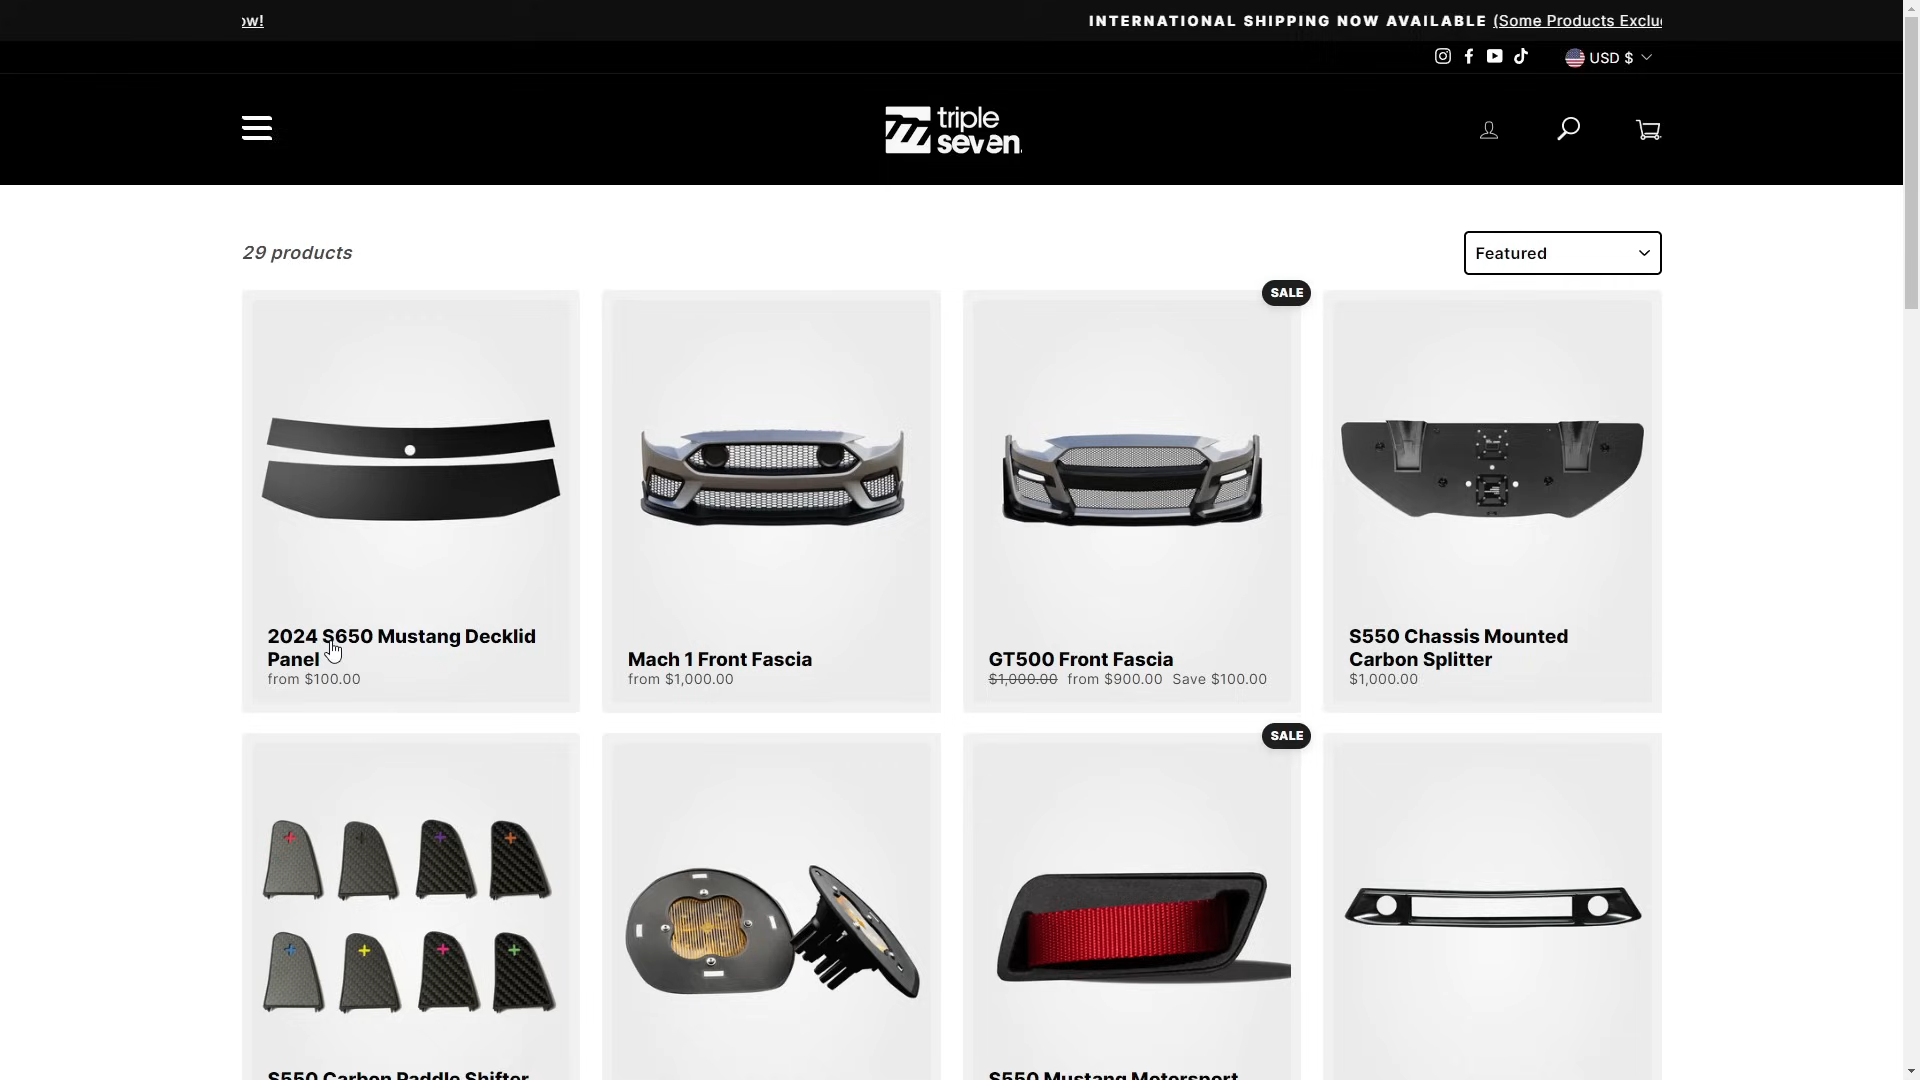 ow!
INTERNATIONAL SHIPPING NOW AVAILABLE (Some Products Exclu
USD $
triple
seven
29 products
Featured
SALE
2024 S650 Mustang Decklid
Panel
from $100.00
Mach 1 Front Fascia
from $1,000.00
GT500 Front Fascia
$1,000.00 from $900.00 Save $100.00
S550 Chassis Mounted
Carbon Splitter
$1,000.00
SALE
S550 Carbon Paddle Shifter
S550 Mustang Motorsport